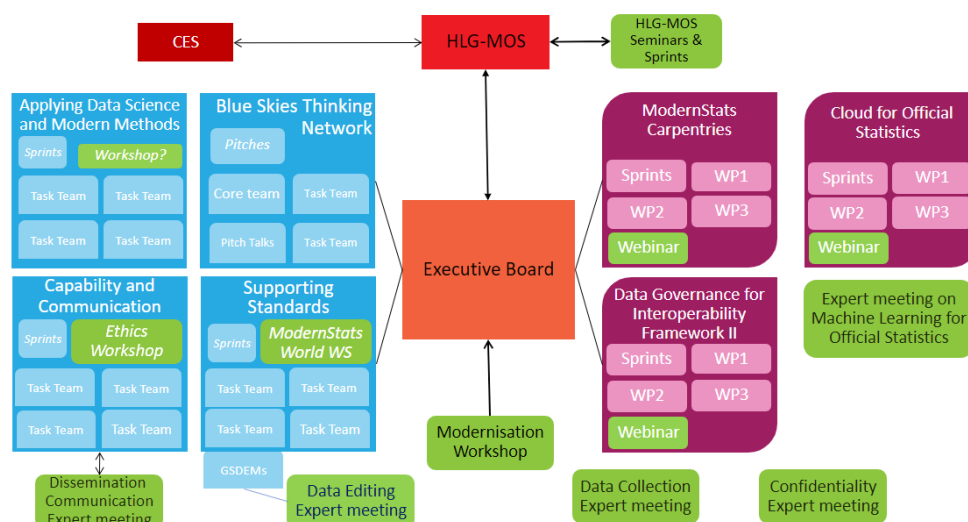 CES
HLG-MOS
HLG-MOS
Seminars &
Sprints
Applying Data Science
and Modern Methods
Sprints
Workshop?
Task Team
Task Team
Task Team
Task Team
Blue Skies Thinking
Network
Pitches
Core team
Task Team
Pitch Talks
Task Team
ModernStats
Carpentries
Sprints
WP1
WP2
WP3
Webinar
Cloud for Official
Statistics
Sprints
WP1
WP2
WP3
Webinar
Executive Board
Capability and
Communication
Sprints
Ethics
Workshop
Task Team
Task Team
Task Team
Task Team
Supporting
Standards
Sprints
ModernStats
World WS
Task Team
Task Team
Task Team
Task Team
GSDEMs
Data Governance for
Interoperability
Framework II
Sprints
WP1
WP2
WP3
Webinar
Expert meeting on
Machine Learning for
Official Statistics
Modernisation
Workshop
Dissemination
Communication
Expert meeting
Data Editing
Expert meeting
Data Collection
Expert meeting
Confidentiality
Expert meeting